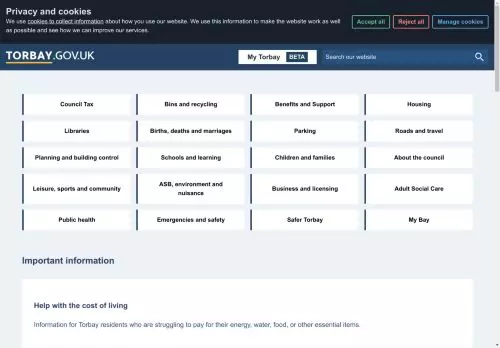 Privacy and cookies
We use cookies to collect information about how you use our website. We use this information to make the website work as well
as possible and see how we can improve our services.
Accept all
Reject all
Manage cookies
TORBAY.GOV.UK
My Torbay BETA
Search our website
Council Tax
Bins and recycling
Benefits and Support
Housing
Libraries
Births, deaths and marriages
Parking
Roads and travel
Planning and building control
Schools and learning
Children and families
About the council
Leisure, sports and community
ASB, environment and
nuisance
Business and licensing
Adult Social Care
Public health
Emergencies and safety
Safer Torbay
My Bay
Important information
Help with the cost of living
Information for Torbay residents who are struggling to pay for their energy, water, food, or other essential items.